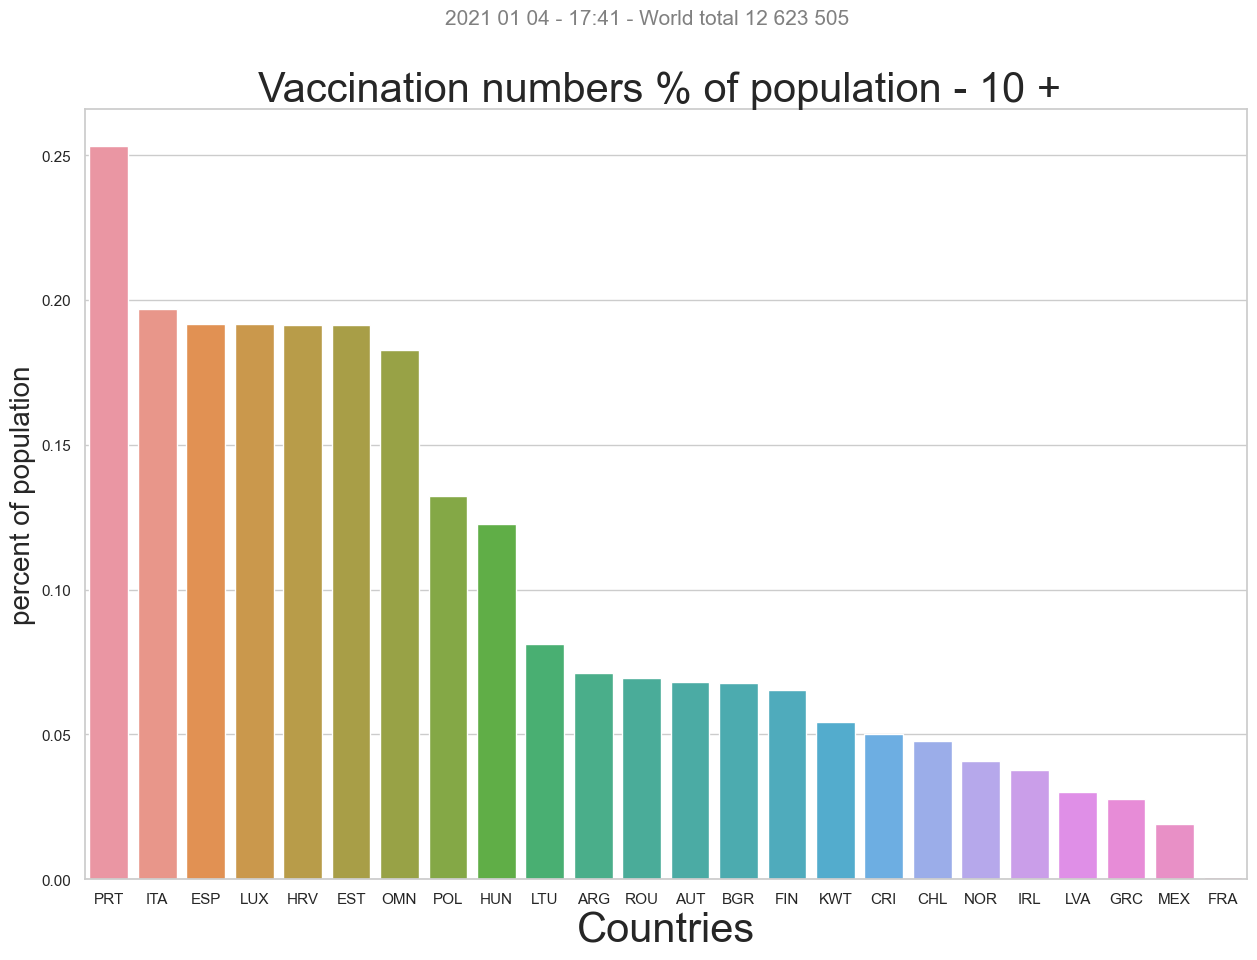 2021 01 04 - 17:41 - World total 12 623 505
Vaccination numbers % of population - 10 +
percent of population
0.25
0.20
0.15
0.10
0.05
0.00
PRT ITA ESP LUX HRV EST OMN POL HUN LTU ARG ROU AUT BGR FIN KWT CRI CHL NOR IRL LVA GRC MEX FRA
Countries